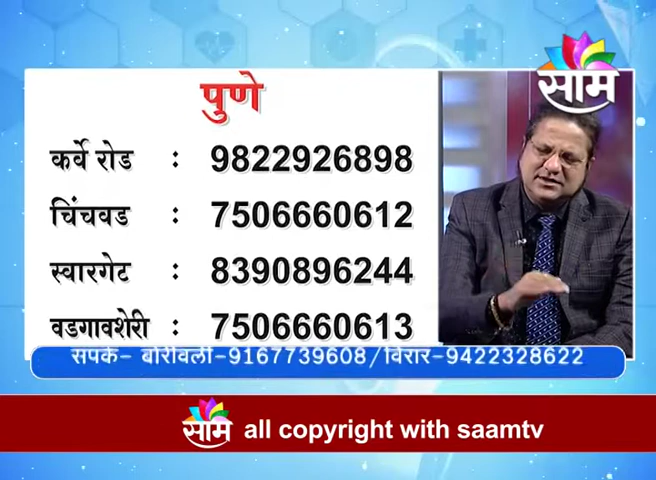 साम
पुणे
कर्वे रोड : 9822926898
चिंचवड : 7506660612
स्वारगेट : 8390896244
वडगावशेरी : 7506660613
संपर्क- बोरीवली-9167739608/विरार-9422328622
साम all copyright with saamtv